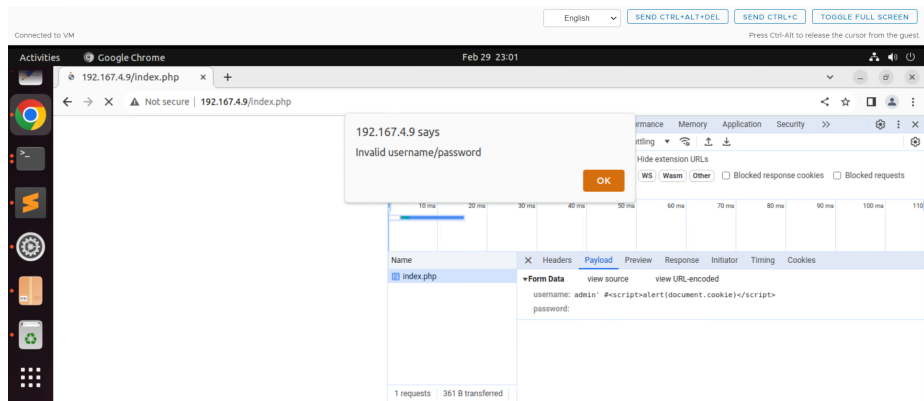 English
SEND CTRL+ALT+DEL
SEND CTRL+C
TOGGLE FULL SCREEN
Connected to VM
Press Ctrl-Alt to release the cursor from the guest.
Activities
Google Chrome
Feb 29 23:01
192.167.4.9/index.php
Not secure
192.167.4.9/index.php
192.167.4.9 says
Invalid username/password
OK
Memory
Application
Security
Hide extension URLs
WS
Wasm
Other
Blocked response cookies
Blocked requests
10 ms
20 ms
30 ms
40 ms
50 ms
60 ms
70 ms
80 ms
90 ms
100 ms
110
Name
Headers
Payload
Preview
Response
Initiator
Timing
Cookies
index.php
Form Data
view source
view URL-encoded
username: admin' #<script>alert(document.cookie)</script>
password:
1 requests
361 B transferred